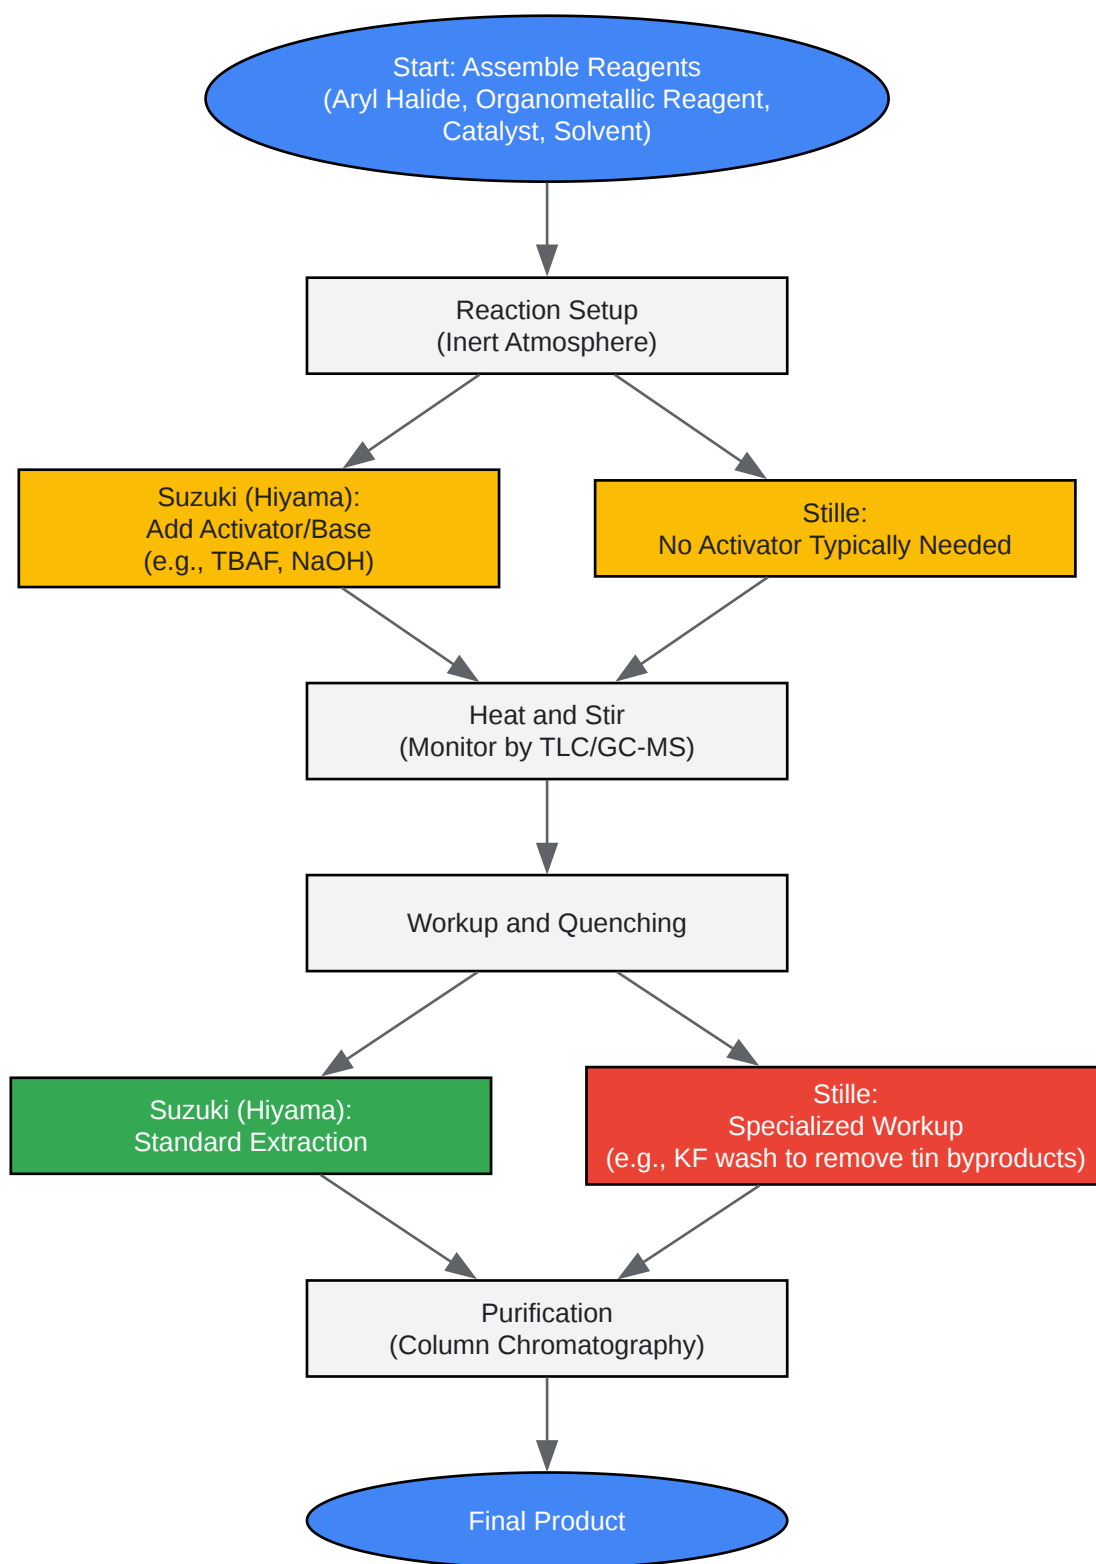 Start: Assemble Reagents
(Aryl Halide, Organometallic Reagent,
Catalyst, Solvent)
Reaction Setup
(Inert Atmosphere)
Suzuki (Hiyama):
Add Activator/Base
(e.g., TBAF, NaOH)
Stille:
No Activator Typically Needed
Heat and Stir
(Monitor by TLC/GC-MS)
Workup and Quenching
Suzuki (Hiyama):
Standard Extraction
Stille:
Specialized Workup
(e.g., KF wash to remove tin byproducts)
Purification
(Column Chromatography)
Final Product